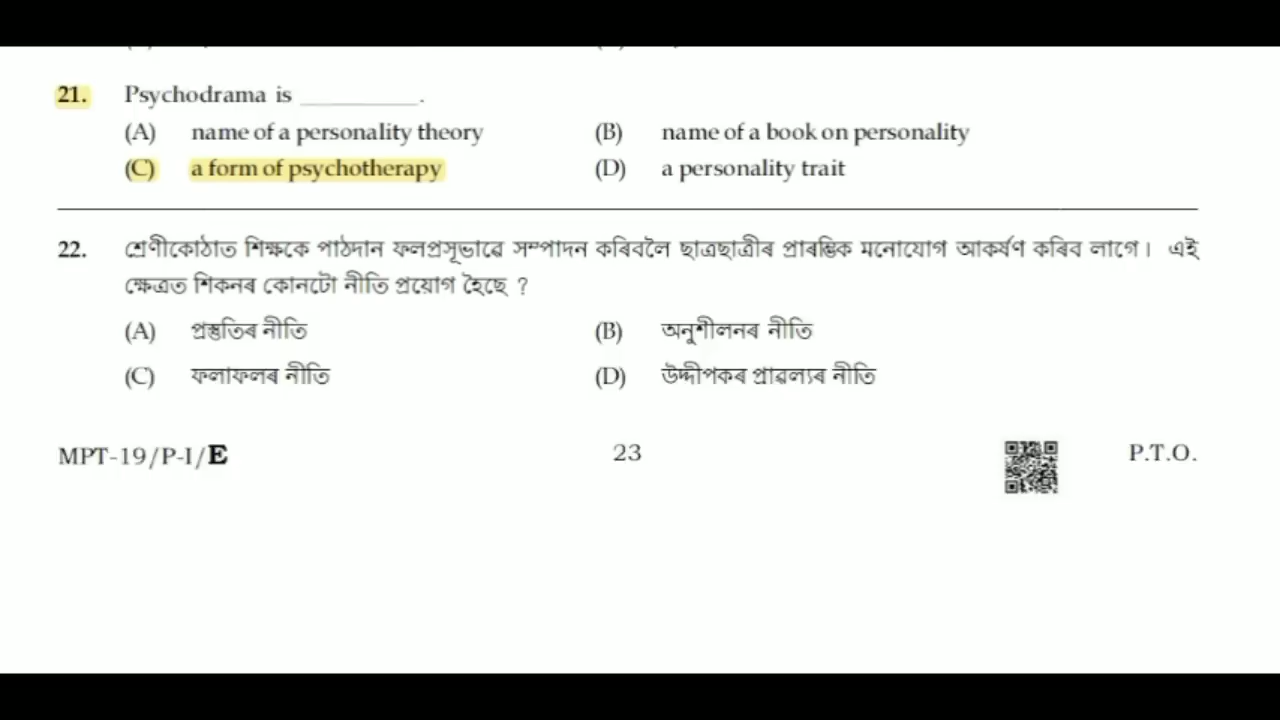 21. Psychodrama is __________.
(A) name of a personality theory (B) name of a book on personality
(C) a form of psychotherapy (D) a personality trait
22. শ্ৰেণীকোঠাত শিক্ষকে পাঠদান ফলপ্ৰসূভাৱে সম্পাদন কৰিবলৈ ছাত্ৰছাত্ৰীৰ প্ৰাৰম্ভিক মনোযোগ আকৰ্ষণ কৰিব লাগে। এই
ক্ষেত্ৰত শিকনৰ কোনটো নীতি প্ৰয়োগ হৈছে ?
(A) প্ৰস্তুতিৰ নীতি (B) অনুশীলনৰ নীতি
(C) ফলাফলৰ নীতি (D) উদ্দীপকৰ প্ৰাৱল্যৰ নীতি
MPT-19/P-I/E 23 P.T.O.